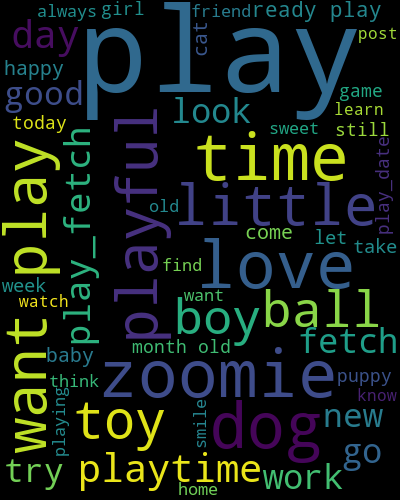 always girl friend ready play
day play cat post
happy good look game
learn
today sweet still
want play play_fetch playful time play_date
old little
come let take
find love
week watch want boy ball
month old fetch
baby zoomie puppy
think know
playing toy smile dog new
go
try playtime work
home